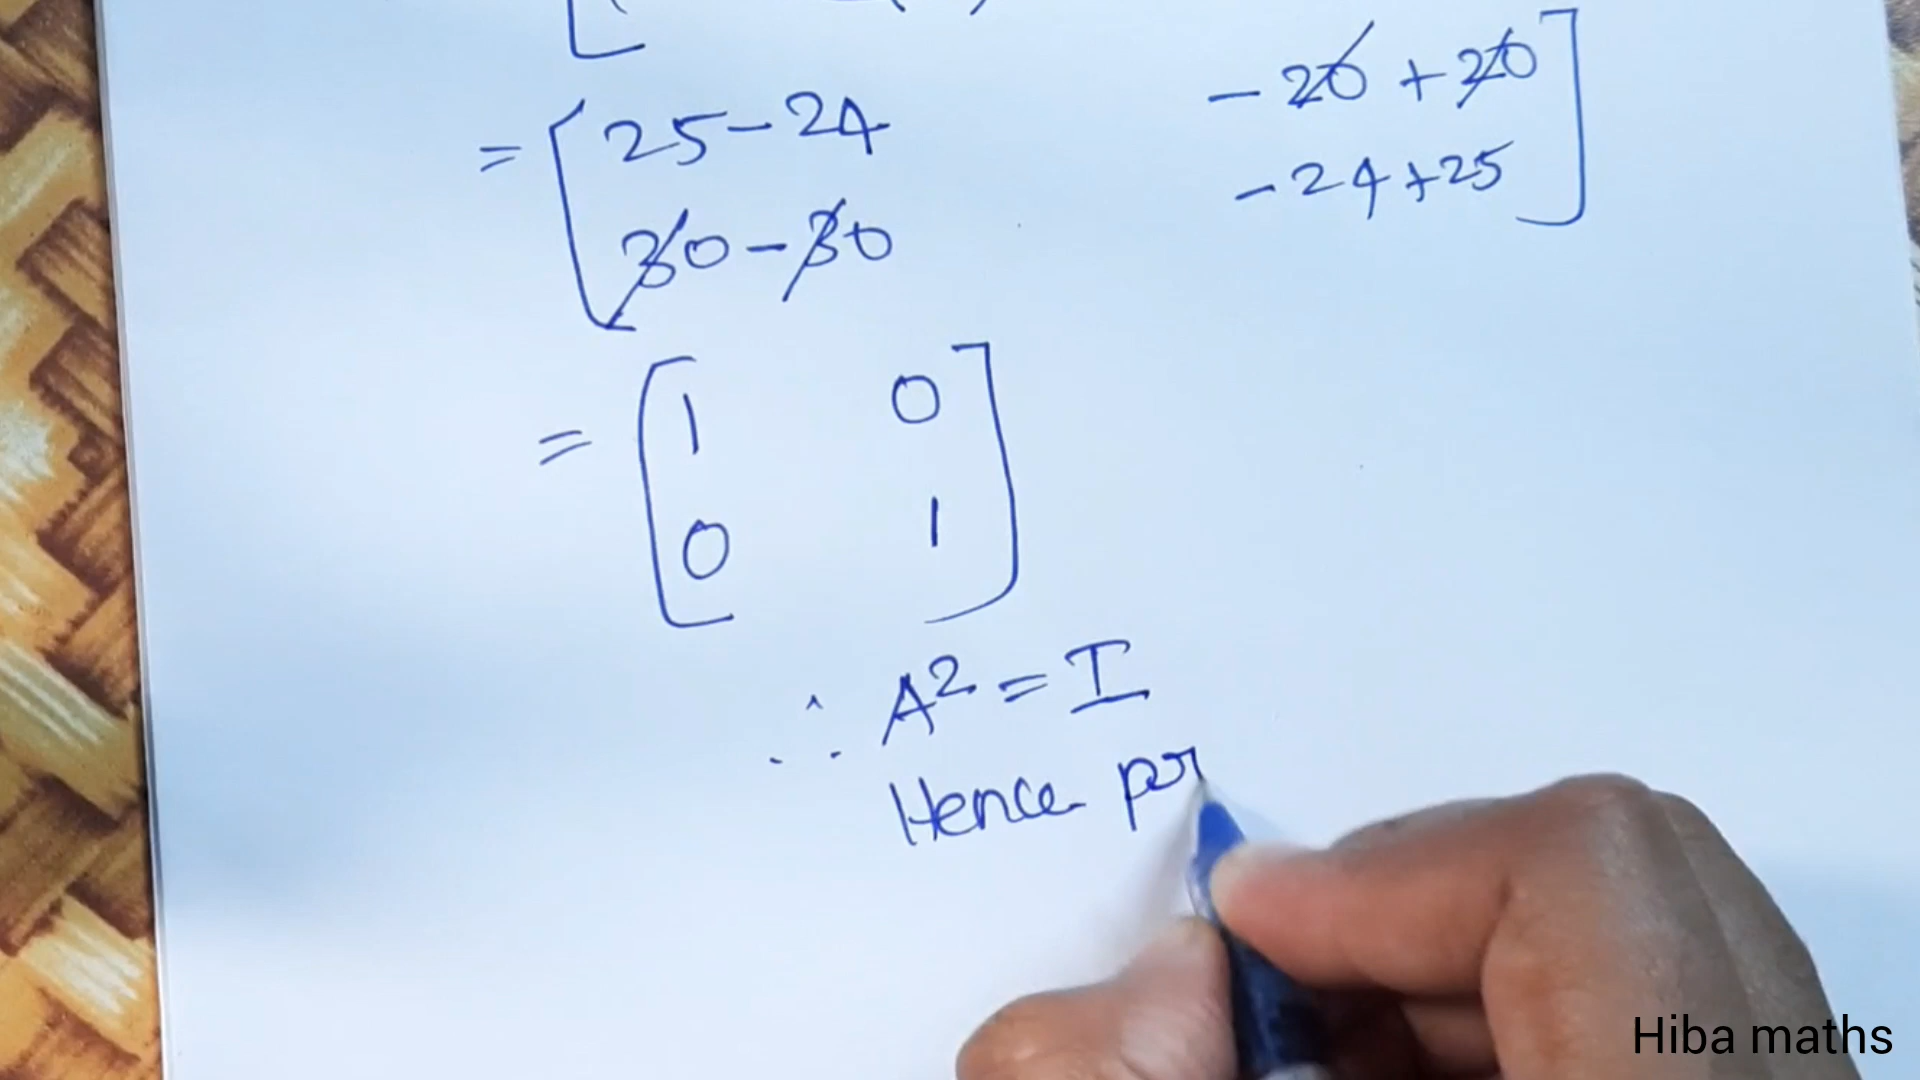 = [ 25-24 -20+20
30-30 -24+25 ]
= [ 1 0
0 1 ]
∴ A² = I
Hence pr
Hiba maths